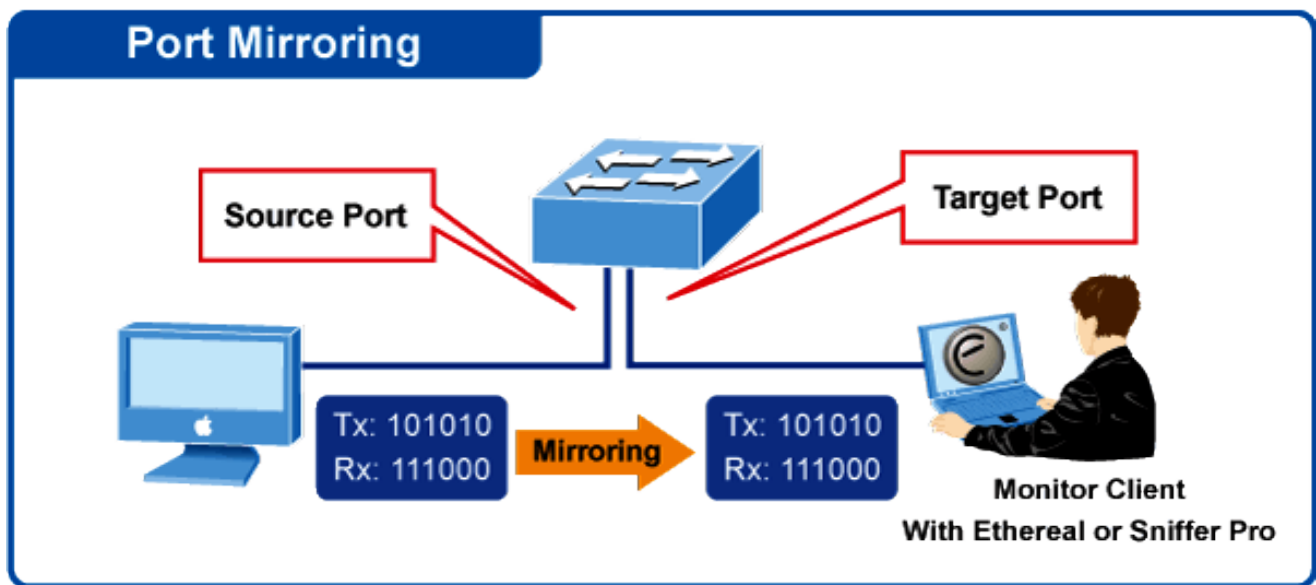 Port Mirroring
Source Port
Target Port
Tx: 101010
Rx: 111000
Mirroring
Tx: 101010
Rx: 111000
Monitor Client
With Ethereal or Sniffer Pro